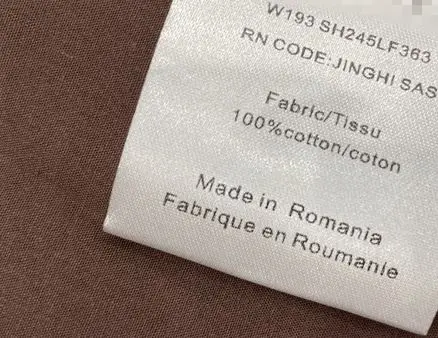 W193 SH245LF363
RN CODE:JINGHI SAS
Fabric/Tissu
100%cotton/coton
Made in Romania
Fabrique en Roumanie